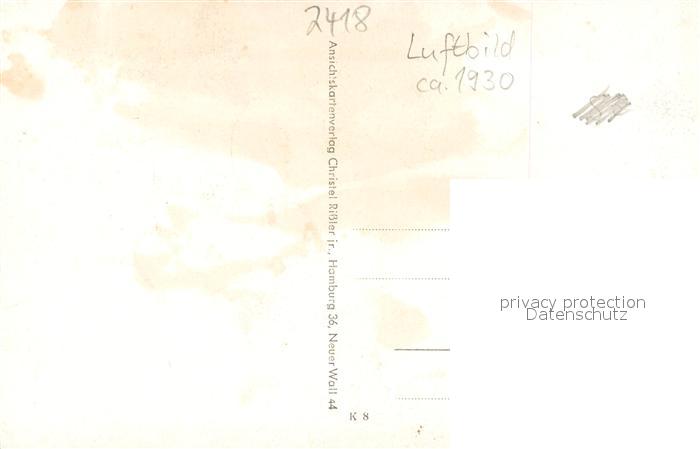 2418
Luftbild
ca. 1930
Ansichtskartenverlag Christel Rißler jr., Hamburg 36, Neuer Wall 44
privacy protection
Datenschutz
K 8